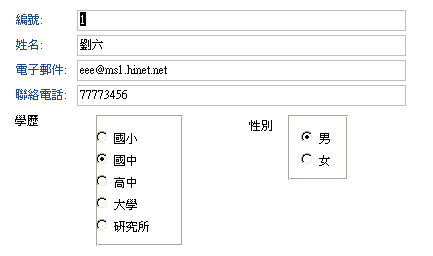 編號: 1
姓名: 劉六
電子郵件: eee@ms1.hinet.net
聯絡電話: 77773456
學歷 性別
國小 男
國中 女
高中
大學
研究所